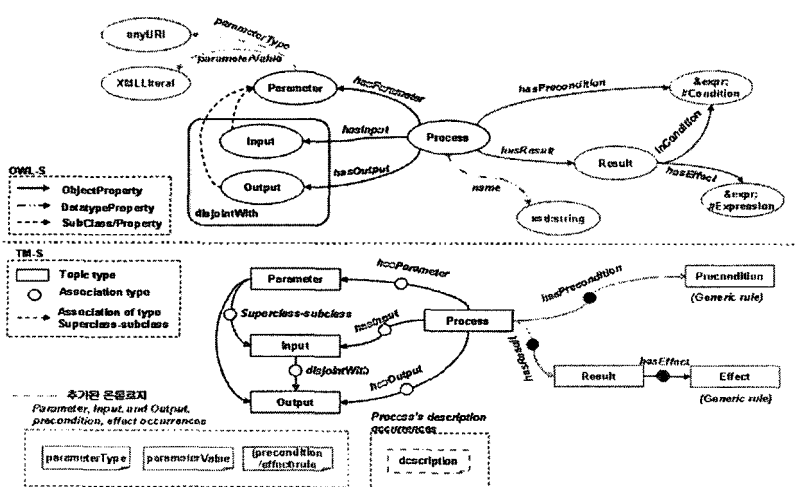 anyURI
parameterType
XMLLiteral
parameterValue
Parameter
hasParameter
hasPrecondition
&expr;
#Condition
Input
hasInput
Process
hasResult
Result
inCondition
Output
hasOutput
name
hasEffect
&expr;
#Expression
disjointWith
xsd:string
OWL-S
ObjectProperty
DatatypeProperty
SubClass/Property
TM-S
Topic type
Association type
Association of type
Superclass-subclass
Parameter
hasParameter
Superclass-subclass
hasInput
Process
hasPrecondition
Precondition
(Generic rule)
Input
disjointWith
hasOutput
Output
hasResult
Result
hasEffect
Effect
(Generic rule)
추가된 온톨로지
Parameter, Input, and Output,
precondition, effect occurrences
parameterType
parameterValue
(precondition
/effect)rule
Process's description
occurrences
description